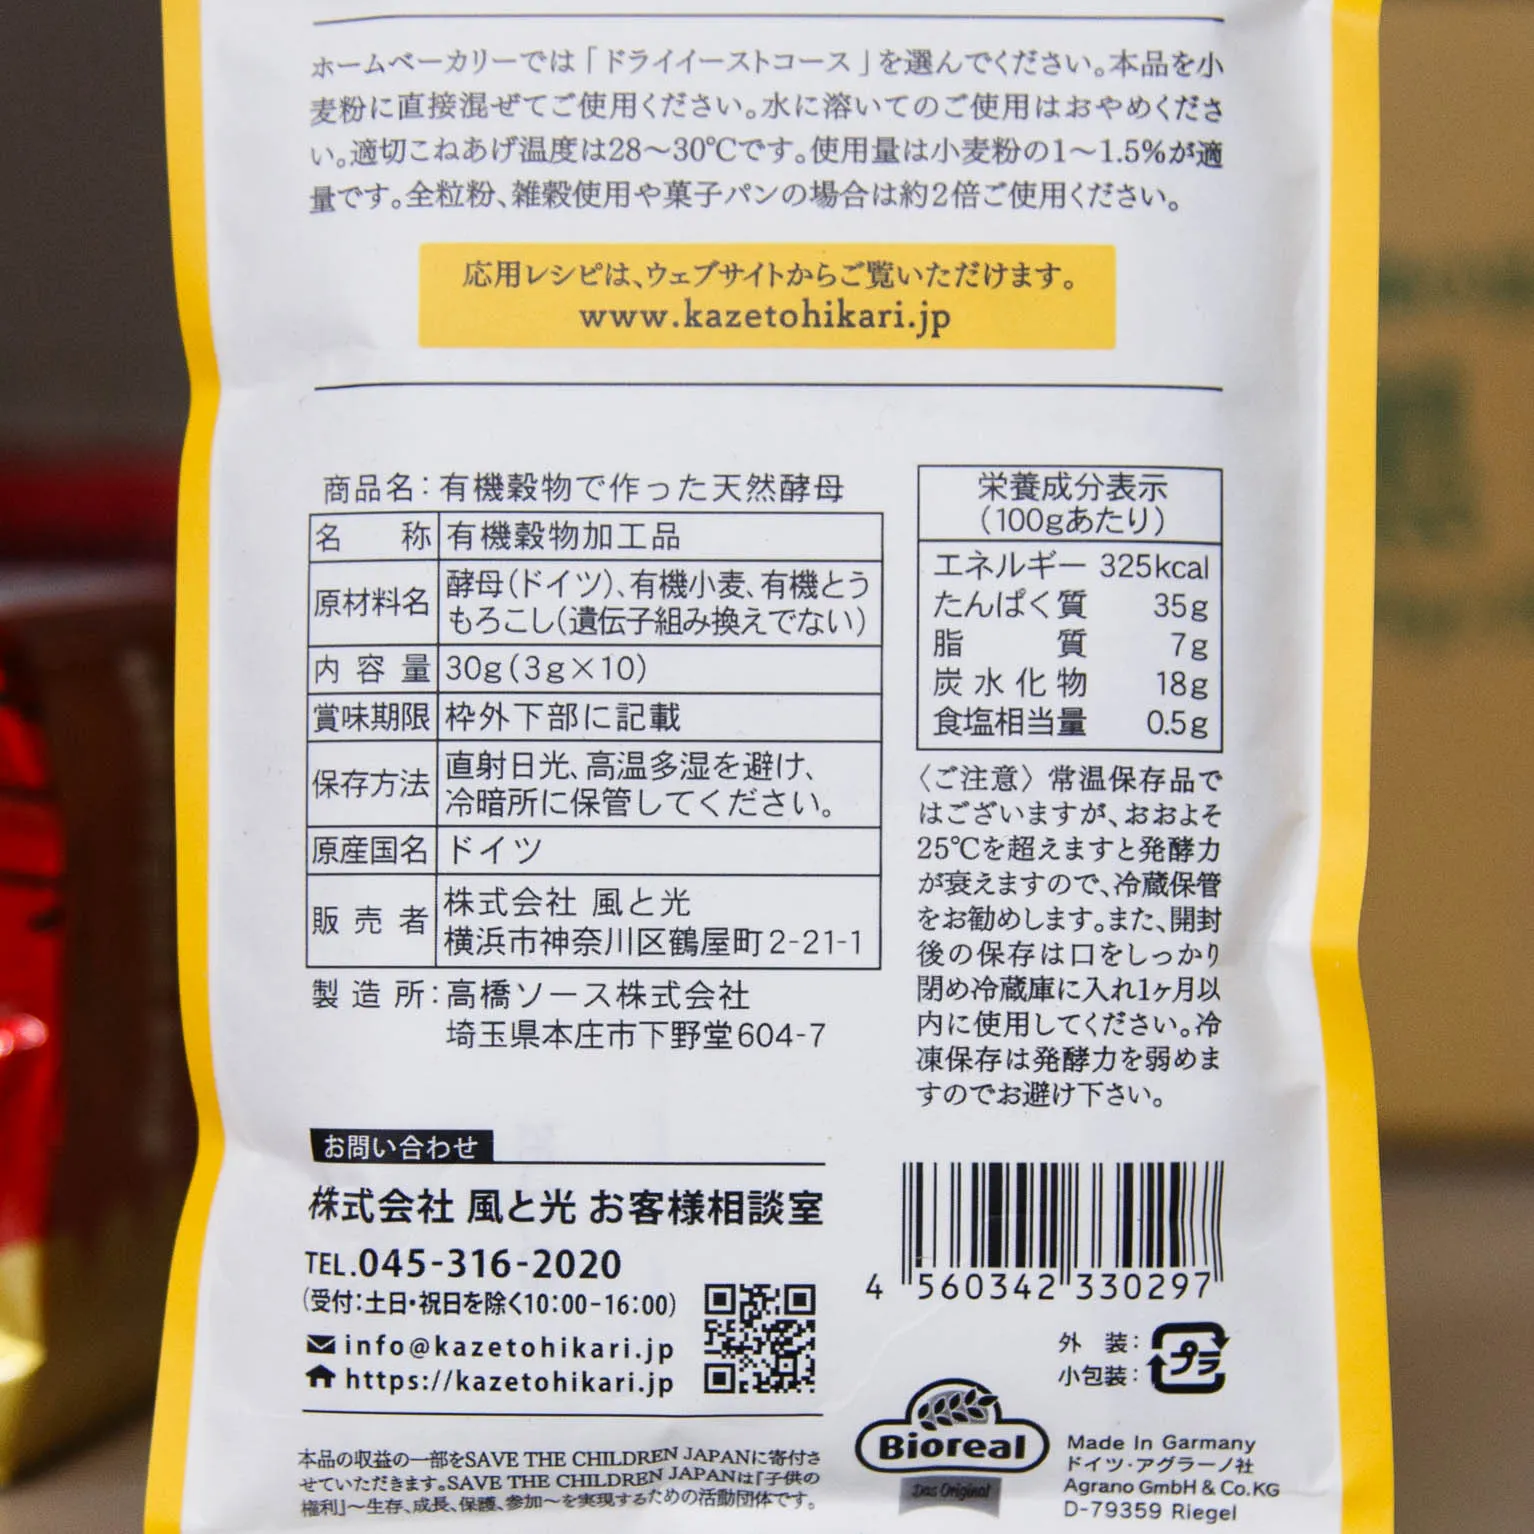 ホームベーカリーでは「ドライイーストコース」を選んでください。本品を小
麦粉に直接混ぜてご使用ください。水に溶いてのご使用はおやめくださ
い。適切こねあげ温度は28〜30℃です。使用量は小麦粉の1〜1.5%が適
量です。全粒粉、雑穀使用や菓子パンの場合は約2倍ご使用ください。
応用レシピは、ウェブサイトからご覧いただけます。
www.kazetohikari.jp
商品名：有機穀物で作った天然酵母
名称 有機穀物加工品
原材料名 酵母（ドイツ）、有機小麦、有機とう
もろこし（遺伝子組み換えでない）
内容量 30g（3g×10）
賞味期限 枠外下部に記載
保存方法 直射日光、高温多湿を避け、
冷暗所に保管してください。
原産国名 ドイツ
販売者 株式会社 風と光
横浜市神奈川区鶴屋町2-21-1
製造所：高橋ソース株式会社
埼玉県本庄市下野堂604-7
栄養成分表示
（100gあたり）
エネルギー 325kcal
たんぱく質 35g
脂質 7g
炭水化物 18g
食塩相当量 0.5g
〈ご注意〉常温保存品で
はございますが、おおよそ
25℃を超えますと発酵力
が衰えますので、冷蔵保管
をお勧めします。また、開封
後の保存は口をしっかり
閉め冷蔵庫に入れ1ヶ月以
内に使用してください。冷
凍保存は発酵力を弱めま
すのでお避け下さい。
お問い合わせ
株式会社 風と光 お客様相談室
TEL.045-316-2020
（受付：土日・祝日を除く10：00-16：00）
info@kazetohikari.jp
https://kazetohikari.jp
本品の収益の一部をSAVE THE CHILDREN JAPANに寄付さ
せていただきます。SAVE THE CHILDREN JAPANは「子供の
権利」〜生存、成長、保護、参加〜を実現するための活動団体です。
4 560342 330297
外装：
小包装：
プラ
Bioreal
Das Original
Made In Garmany
ドイツ・アグラーノ社
Agrano GmbH & Co.KG
D-79359 Riegel